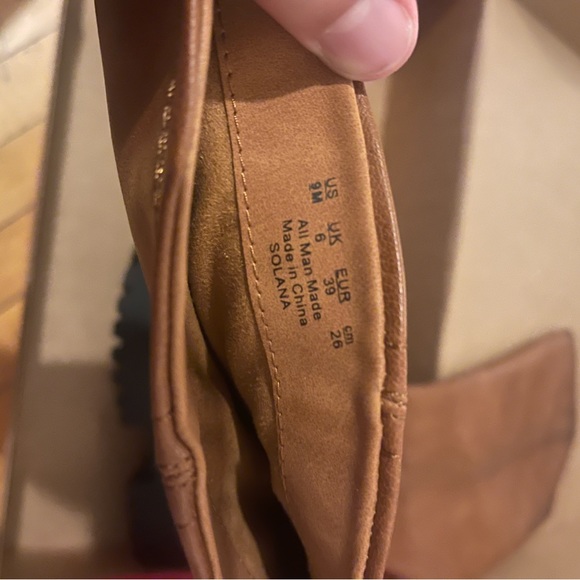 US UK EUR cm
9M 6 39 26
All Man Made
Made in China
SOLANA